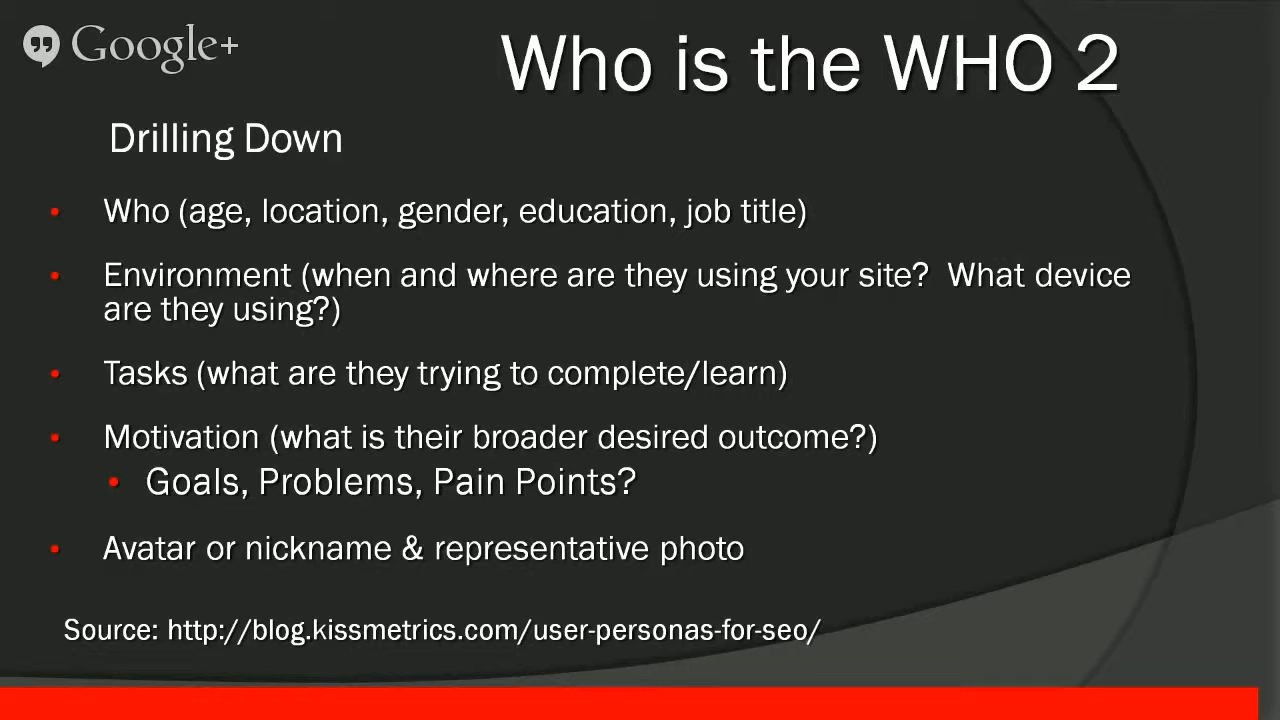 Google+
Who is the WHO 2
Drilling Down
• Who (age, location, gender, education, job title)
• Environment (when and where are they using your site?  What device
are they using?)
• Tasks (what are they trying to complete/learn)
• Motivation (what is their broader desired outcome?)
• Goals, Problems, Pain Points?
• Avatar or nickname & representative photo
Source: http://blog.kissmetrics.com/user-personas-for-seo/